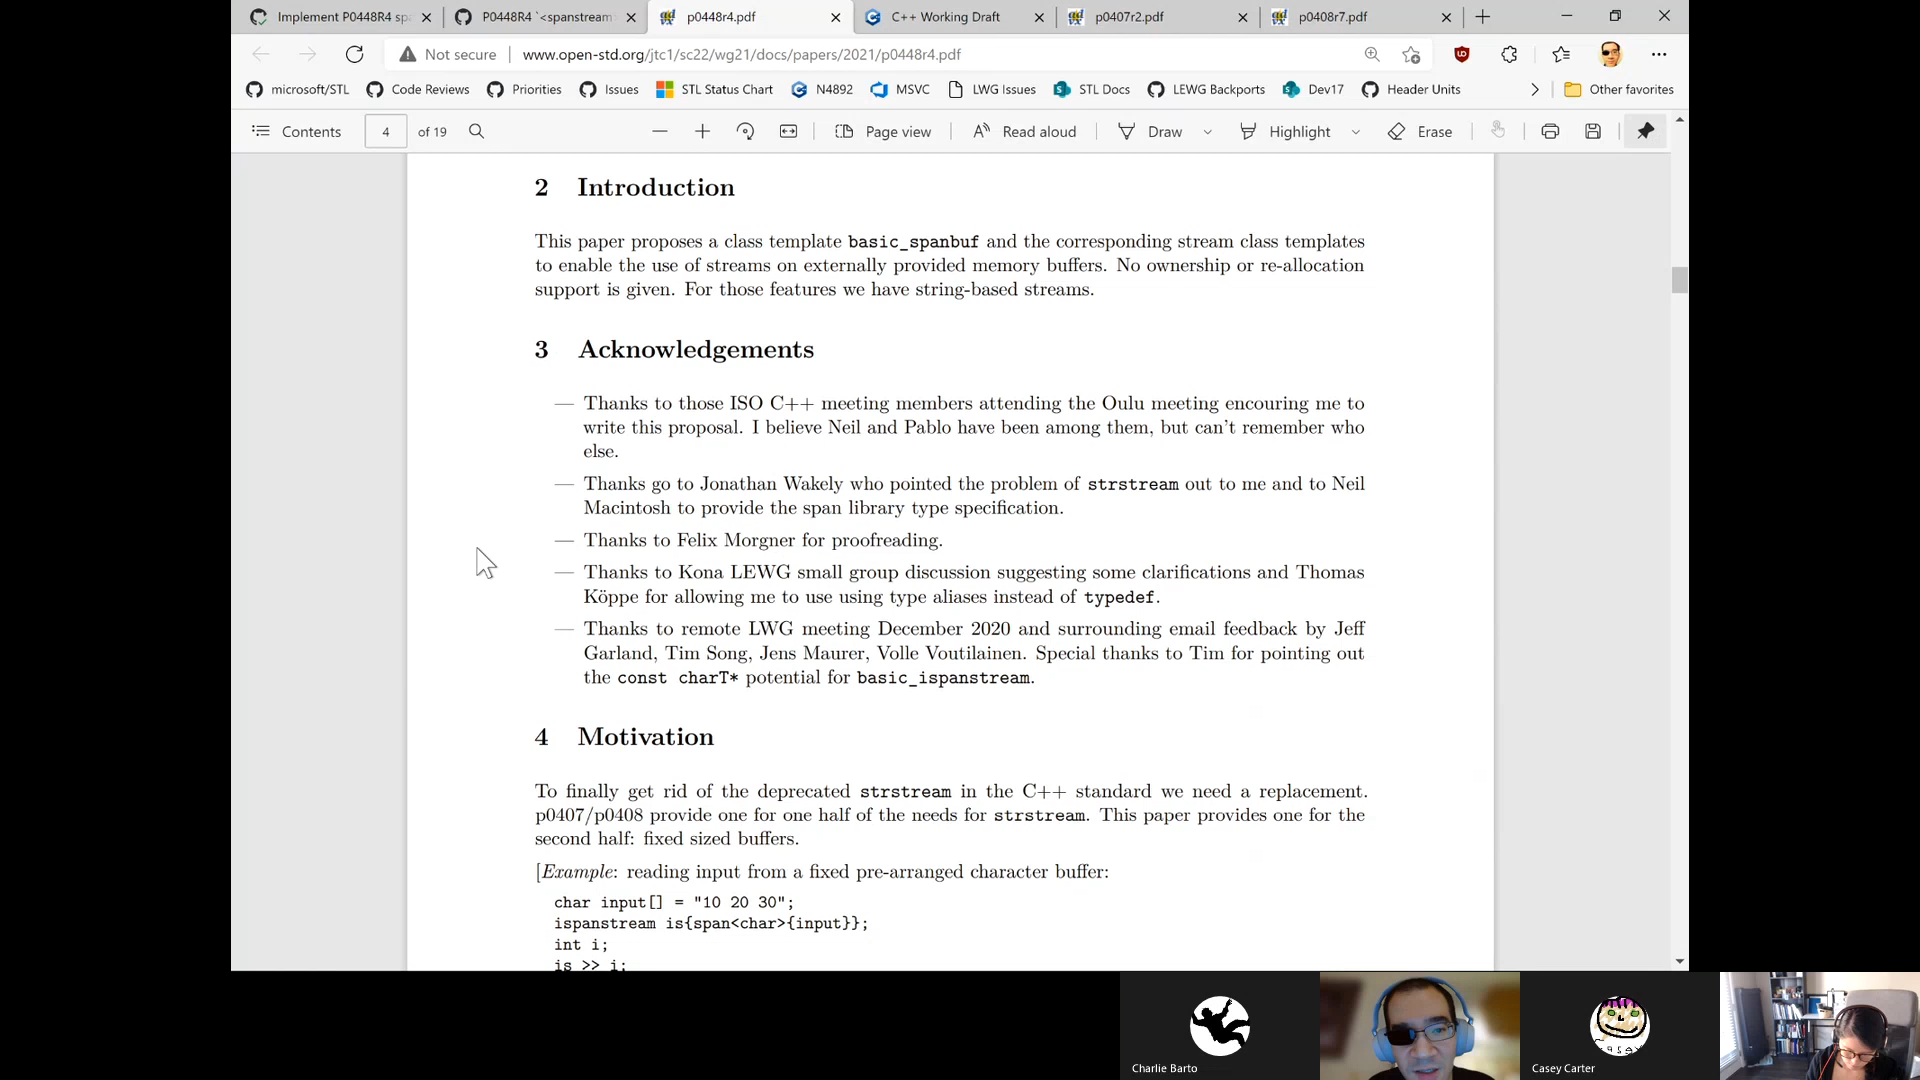 Implement P0448R4 sp
P0448R4 `<spanstream
p0448r4.pdf
C++ Working Draft
p0407r2.pdf
p0408r7.pdf
Not secure
www.open-std.org/jtc1/sc22/wg21/docs/papers/2021/p0448r4.pdf
microsoft/STL
Code Reviews
Priorities
Issues
STL Status Chart
N4892
MSVC
LWG Issues
STL Docs
LEWG Backports
Dev17
Header Units
Other favorites
Contents
4
of 19
Page view
Read aloud
Draw
Highlight
Erase
2 Introduction
This paper proposes a class template basic_spanbuf and the corresponding stream class templates
to enable the use of streams on externally provided memory buffers. No ownership or re-allocation
support is given. For those features we have string-based streams.
3 Acknowledgements
— Thanks to those ISO C++ meeting members attending the Oulu meeting encouring me to
write this proposal. I believe Neil and Pablo have been among them, but can't remember who
else.
— Thanks go to Jonathan Wakely who pointed the problem of strstream out to me and to Neil
Macintosh to provide the span library type specification.
— Thanks to Felix Morgner for proofreading.
— Thanks to Kona LEWG small group discussion suggesting some clarifications and Thomas
Köppe for allowing me to use using type aliases instead of typedef.
— Thanks to remote LWG meeting December 2020 and surrounding email feedback by Jeff
Garland, Tim Song, Jens Maurer, Volle Voutilainen. Special thanks to Tim for pointing out
the const charT* potential for basic_ispanstream.
4 Motivation
To finally get rid of the deprecated strstream in the C++ standard we need a replacement.
p0407/p0408 provide one for one half of the needs for strstream. This paper provides one for the
second half: fixed sized buffers.
[Example: reading input from a fixed pre-arranged character buffer:
char input[] = "10 20 30";
ispanstream is{span<char>{input}};
int i;
is >> i;
Charlie Barto
Casey Carter